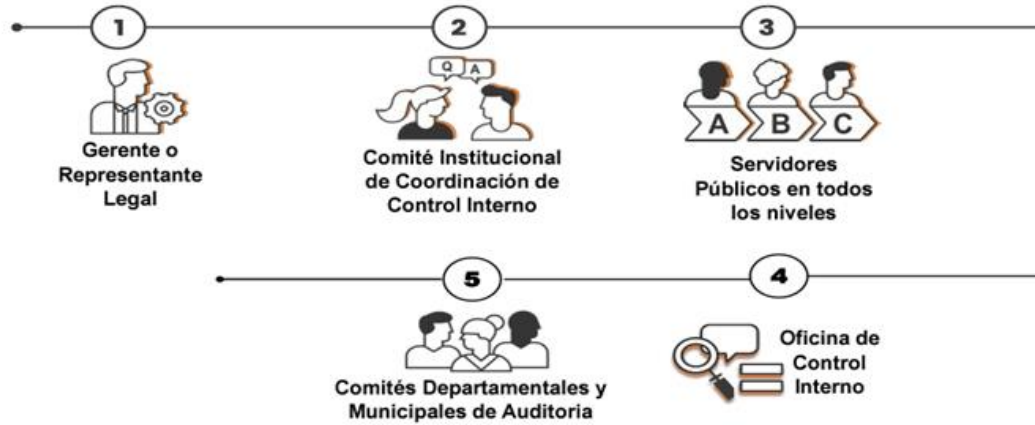 1
2
3
Gerente o
Representante
Legal
Q A
Comité Institucional
de Coordinación de
Control Interno
A B C
Servidores
Públicos en todos
los niveles
4
Oficina de
Control
Interno
5
Comités Departamentales y
Municipales de Auditoria